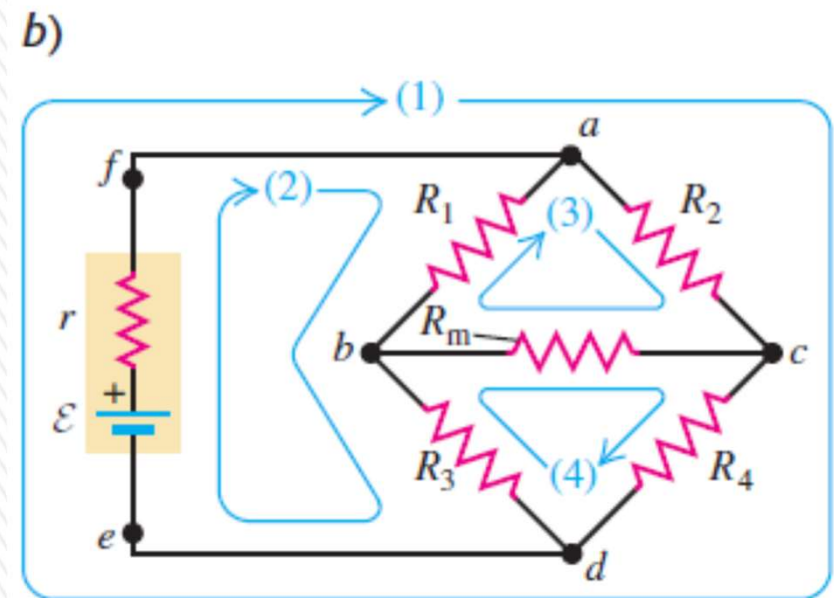 b)
(1)
a
f
(2)
R1
(3)
R2
r
Rm
b
c
+
ℰ
R3
(4)
R4
e
d